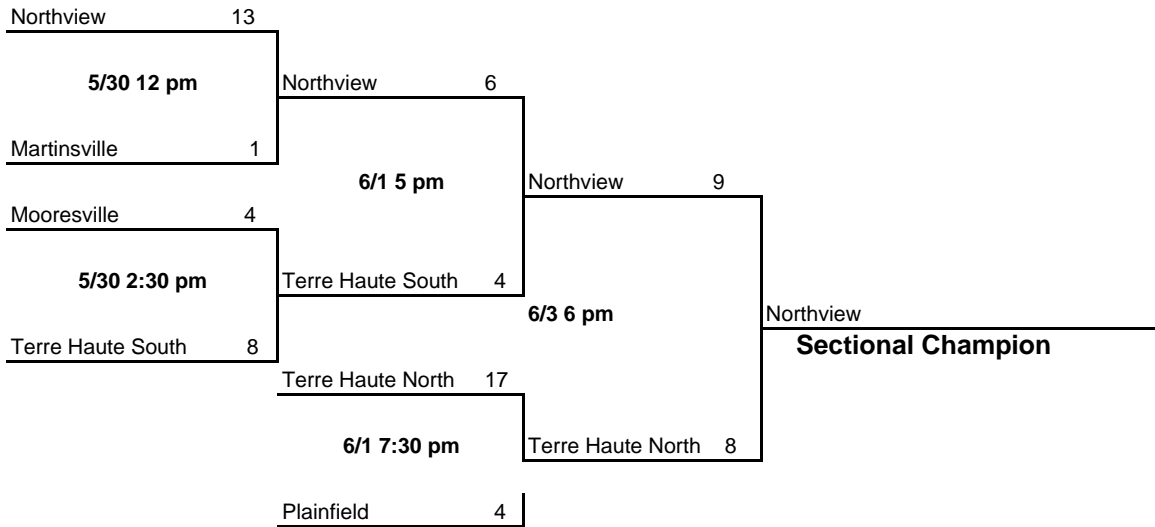 Northview 13
5/30 12 pm
Northview 6
Martinsville 1
6/1 5 pm
Northview 9
Mooresville 4
5/30 2:30 pm
Terre Haute South 4
6/3 6 pm
Northview
Terre Haute South 8
Sectional Champion
Terre Haute North 17
6/1 7:30 pm
Terre Haute North 8
Plainfield 4